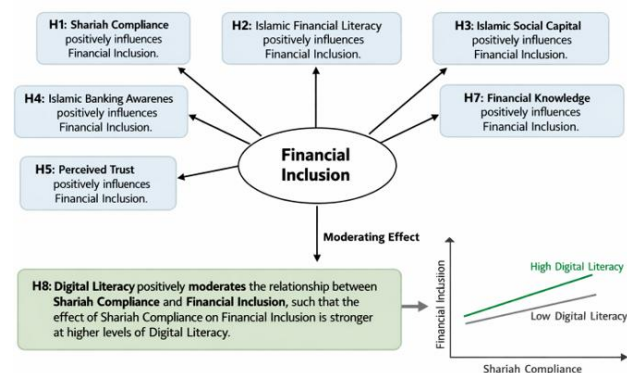 H1: Shariah Compliance
positively influences
Financial Inclusion.
H2: Islamic Financial Literacy
positively influences
Financial Inclusion.
H3: Islamic Social Capital
positively influences
Financial Inclusion.
H4: Islamic Banking Awarenes
positively influences
Financial Inclusion.
H7: Financial Knowledge
positively influences
Financial Inclusion.
H5: Perceived Trust
positively influences
Financial Inclusion.
Financial
Inclusion
Moderating Effect
H8: Digital Literacy positively moderates the relationship between
Shariah Compliance and Financial Inclusion, such that the
effect of Shariah Compliance on Financial Inclusion is stronger
at higher levels of Digital Literacy.
Financial Inclusiion
High Digital Literacy
Low Digital Literacy
Shariah Compliance